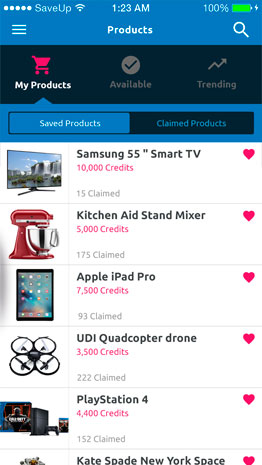 SaveUp 1:23 AM 100%
Products
My Products Available Trending
Saved Products Claimed Products
Samsung 55 " Smart TV
10,000 Credits
15 Claimed
Kitchen Aid Stand Mixer
5,000 Credits
175 Claimed
Apple iPad Pro
7,500 Credits
93 Claimed
UDI Quadcopter drone
3,500 Credits
222 Claimed
PlayStation 4
4,400 Credits
152 Claimed
Kate Spade New York Space